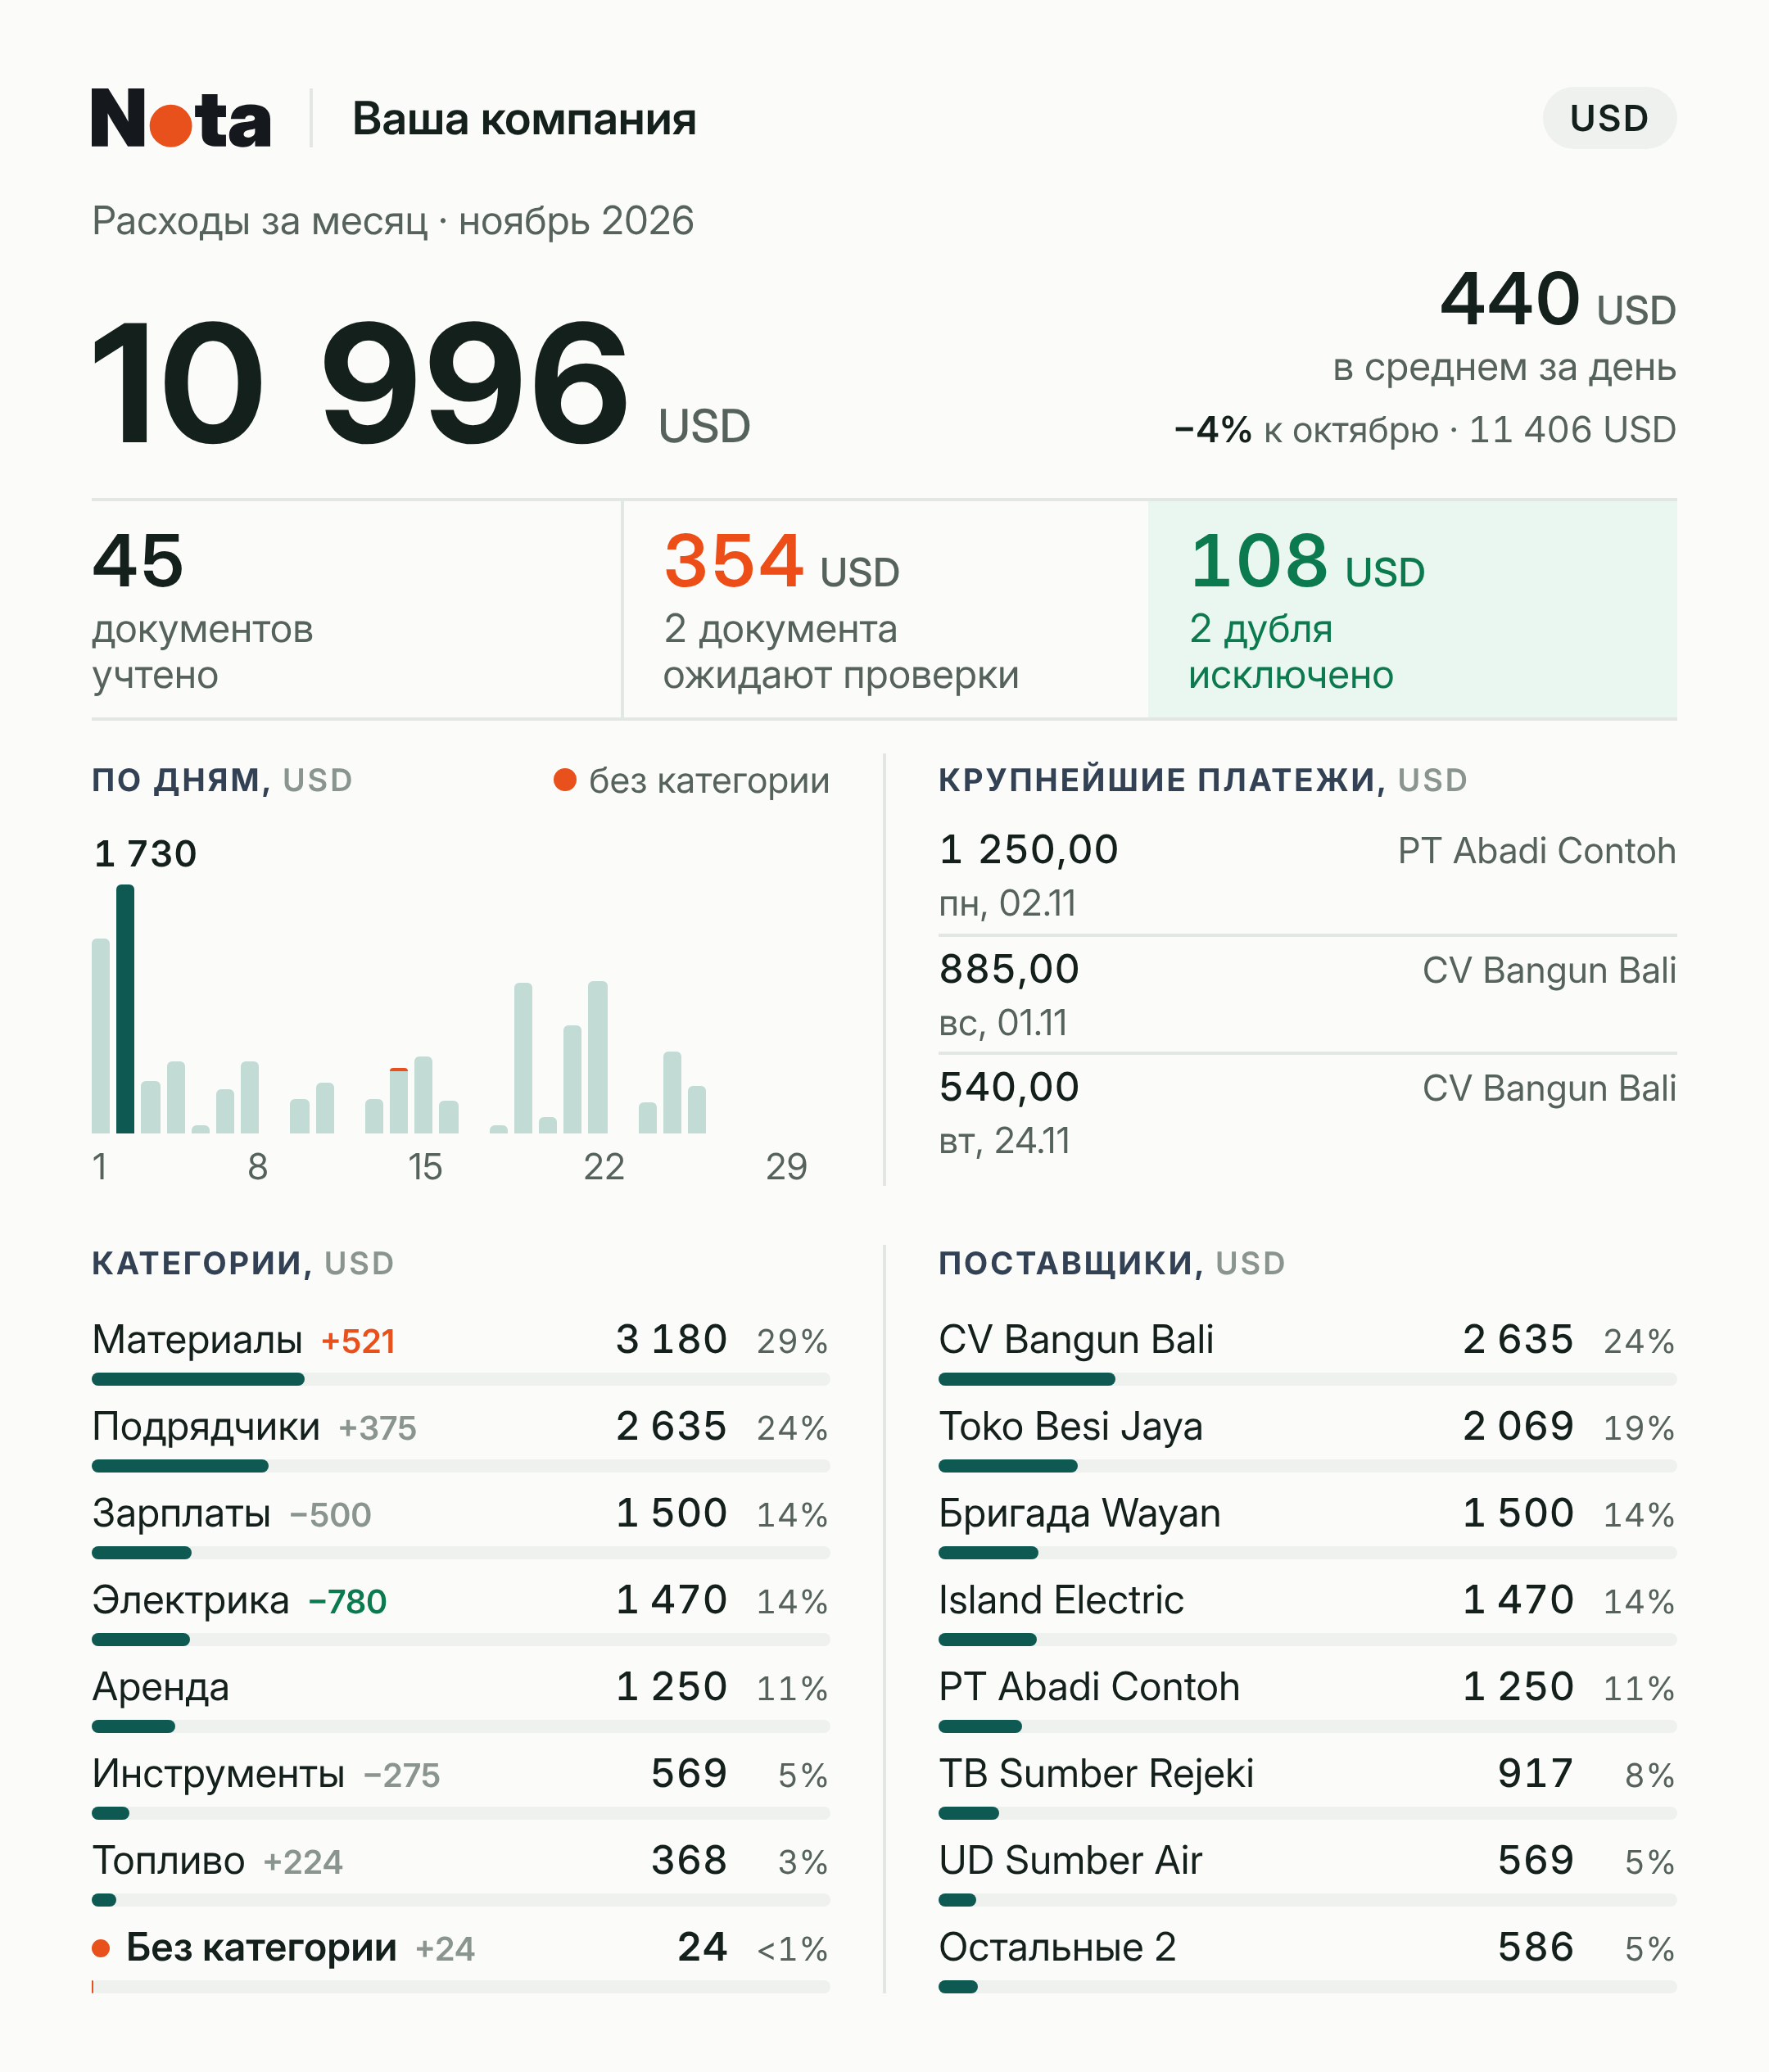 Nota
Ваша компания
USD
Расходы за месяц · ноябрь 2026
10 996 USD
440 USD
в среднем за день
−4% к октябрю · 11 406 USD
45
документов
учтено
354 USD
2 документа
ожидают проверки
108 USD
2 дубля
исключено
ПО ДНЯМ, USD
без категории
1 730
1 8 15 22 29
КРУПНЕЙШИЕ ПЛАТЕЖИ, USD
1 250,00 PT Abadi Contoh
пн, 02.11
885,00 CV Bangun Bali
вс, 01.11
540,00 CV Bangun Bali
вт, 24.11
КАТЕГОРИИ, USD
Материалы +521 3 180 29%
Подрядчики +375 2 635 24%
Зарплаты −500 1 500 14%
Электрика −780 1 470 14%
Аренда 1 250 11%
Инструменты −275 569 5%
Топливо +224 368 3%
Без категории +24 24 <1%
ПОСТАВЩИКИ, USD
CV Bangun Bali 2 635 24%
Toko Besi Jaya 2 069 19%
Бригада Wayan 1 500 14%
Island Electric 1 470 14%
PT Abadi Contoh 1 250 11%
TB Sumber Rejeki 917 8%
UD Sumber Air 569 5%
Остальные 2 586 5%